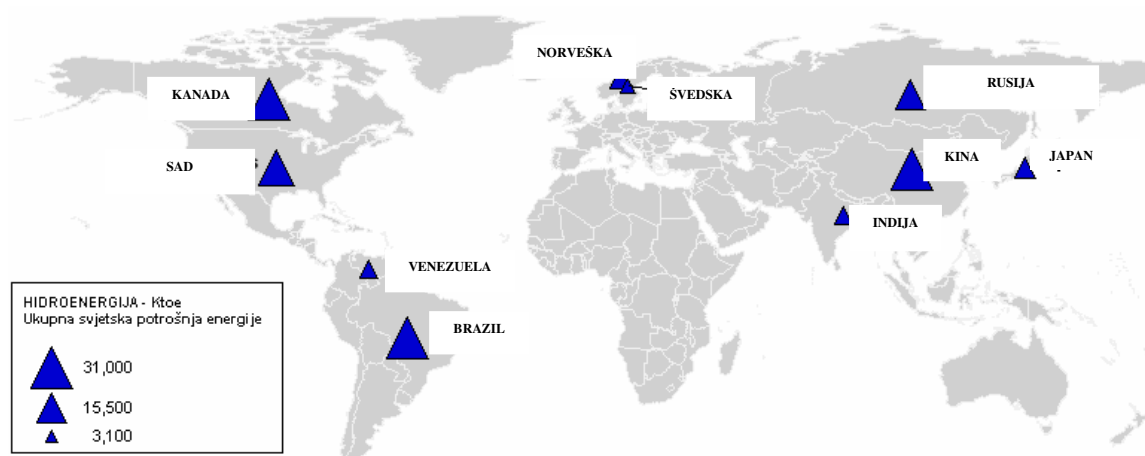 NORVEŠKA
KANADA
ŠVEDSKA
RUSIJA
SAD
KINA
JAPAN
-
INDIJA
VENEZUELA
BRAZIL
HIDROENERGIJA - Ktoe
Ukupna svjetska potrošnja energije
31,000
15,500
3,100